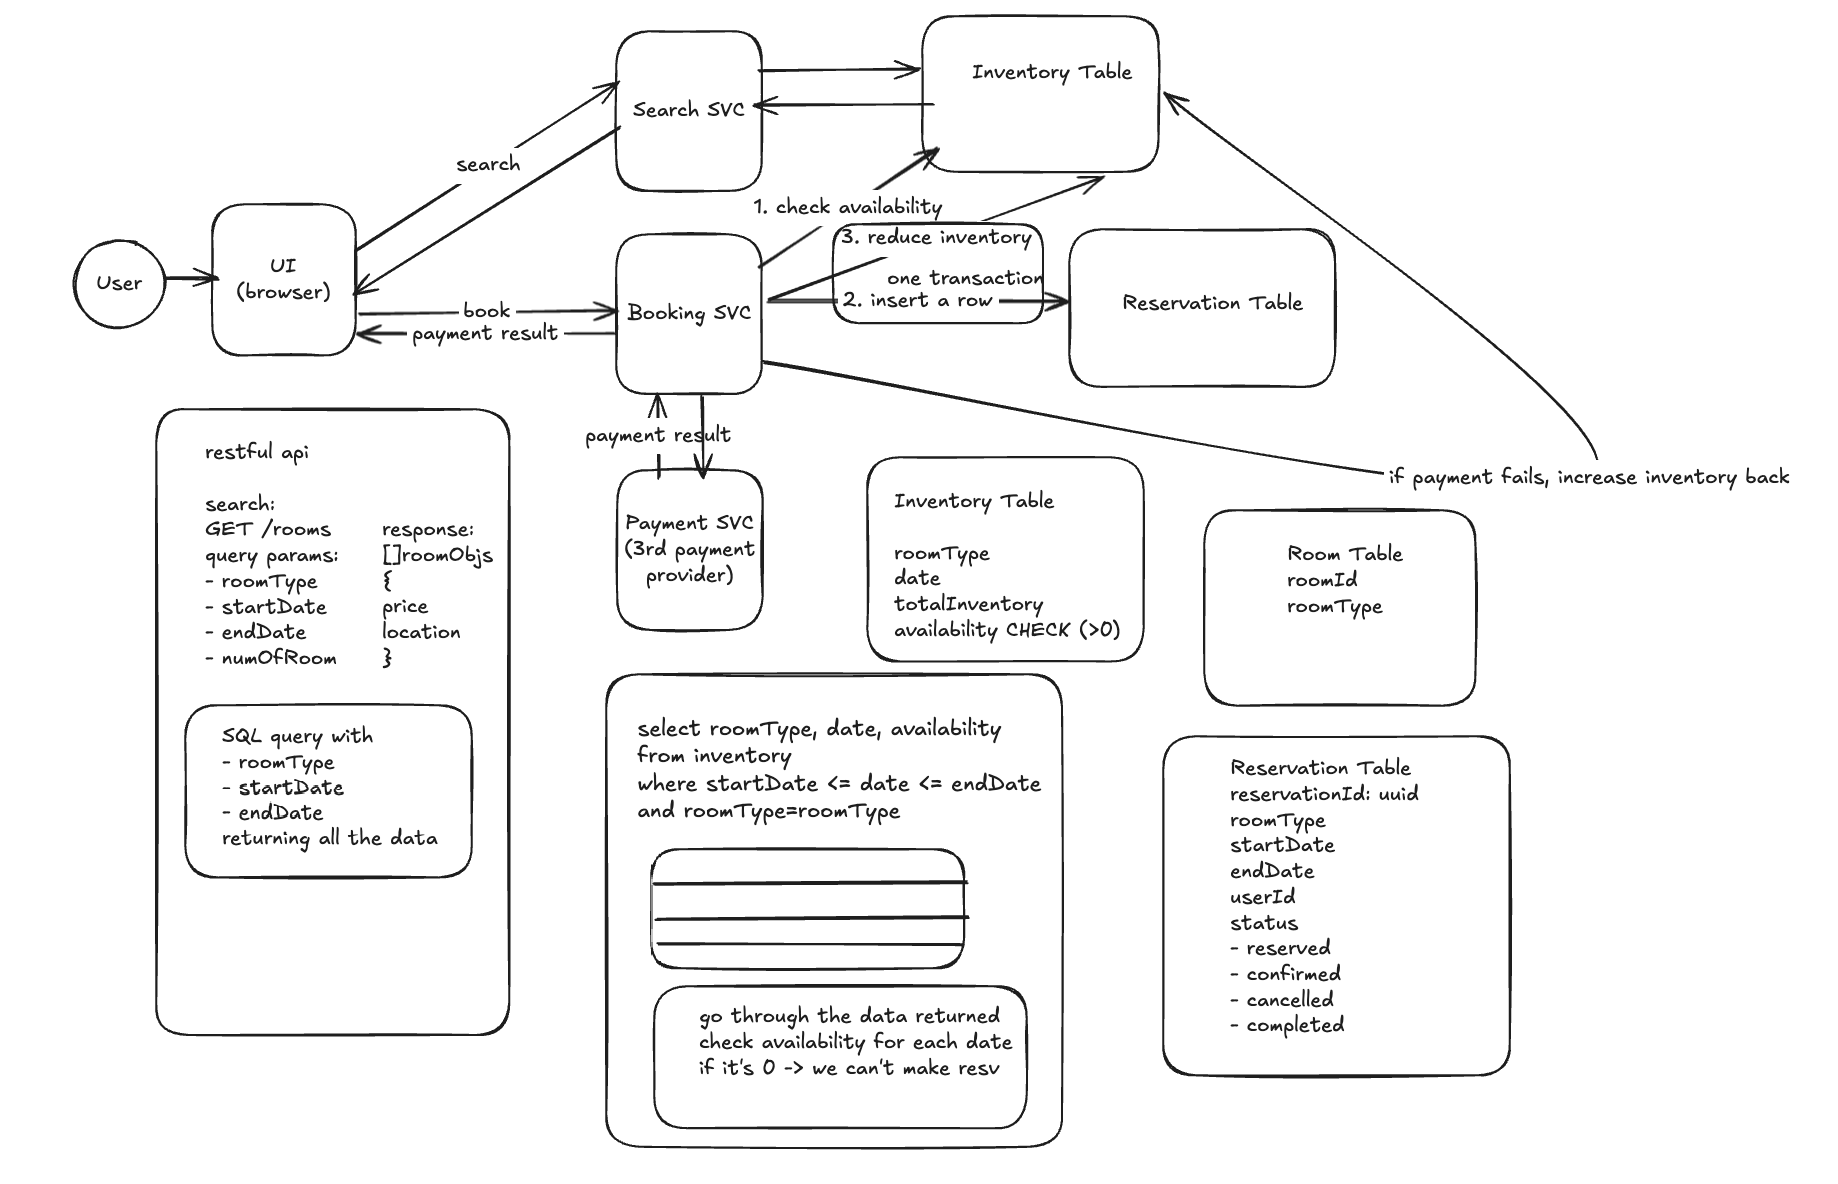 Inventory Table
Search SVC
search
1. check availability
3. reduce inventory
UI
(browser)
User
one transaction
2. insert a row
Reservation Table
book
Booking SVC
payment result
payment result
if payment fails, increase inventory back
restful api
search:
GET /rooms
query params:
- roomType
- startDate
- endDate
- numOfRoom
response:
[]roomObjs
{
price
location
}
SQL query with
- roomType
- startDate
- endDate
returning all the data
Payment SVC
(3rd payment
provider)
Inventory Table
roomType
date
totalInventory
availability CHECK (>0)
Room Table
roomId
roomType
select roomType, date, availability
from inventory
where startDate <= date <= endDate
and roomType=roomType
go through the data returned
check availability for each date
if it's 0 -> we can't make resv
Reservation Table
reservationId: uuid
roomType
startDate
endDate
userId
status
- reserved
- confirmed
- cancelled
- completed